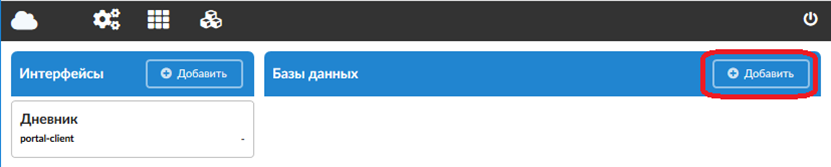 Интерфейсы Добавить
Базы данных Добавить
Дневник
portal-client -